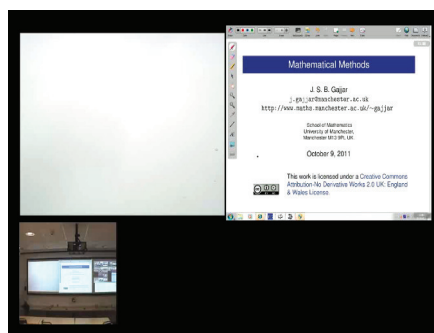 Mathematical Methods
J. S. B. Gajjar
j.gajjar@manchester.ac.uk
http://www.maths.manchester.ac.uk/~gajjar
School of Mathematics
University of Manchester,
Manchester M13 9PL UK.
October 9, 2011
This work is licensed under a Creative Commons
Attribution-No Derivative Works 2.0 UK: England
& Wales License.